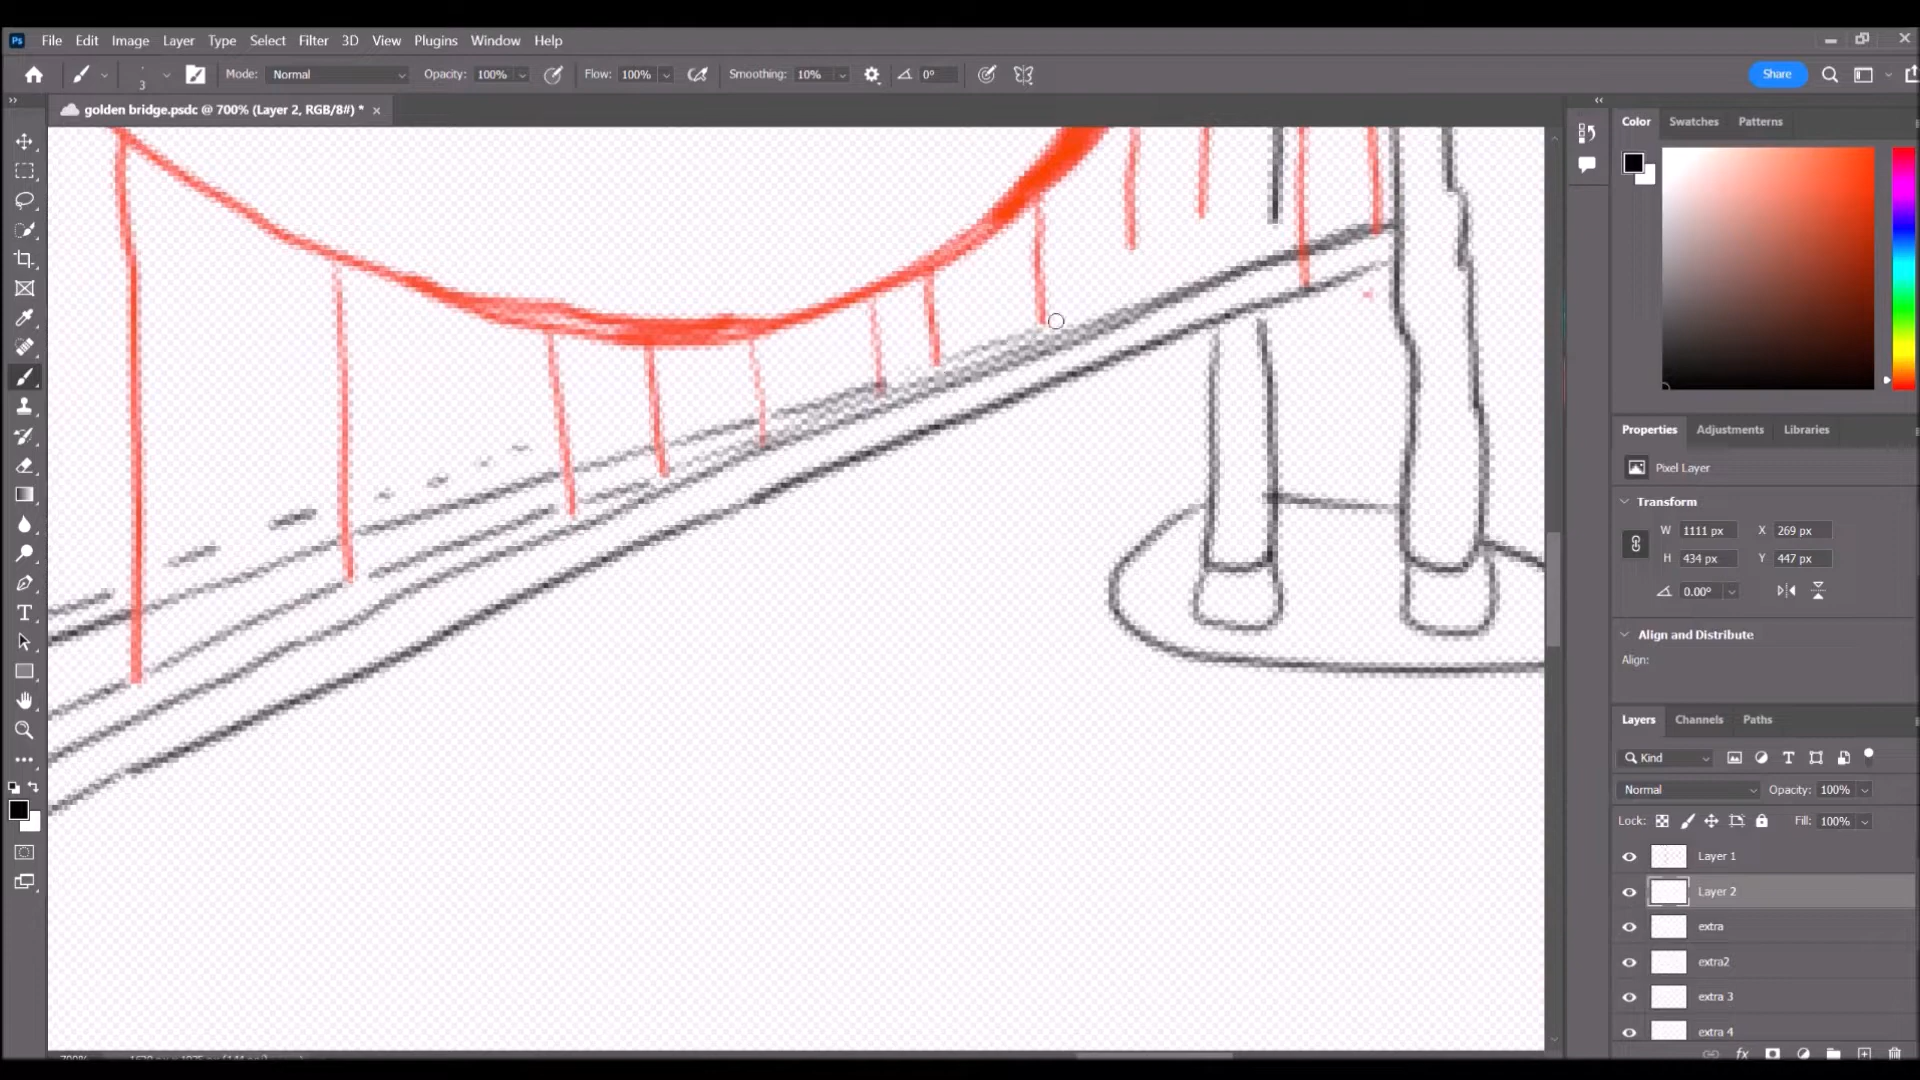 Ps File Edit Image Layer Type Select Filter 3D View Plugins Window Help
3 Mode: Normal Opacity: 100% Flow: 100% Smoothing: 10% 0° Share
golden bridge.psdc @ 700% (Layer 2, RGB/8#) * ×
Color Swatches Patterns
Properties Adjustments Libraries
Pixel Layer
Transform
W 1111 px X 269 px
H 434 px Y 447 px
0.00°
Align and Distribute
Align:
Layers Channels Paths
Kind
Normal Opacity: 100%
Lock: Fill: 100%
Layer 1
Layer 2
extra
extra2
extra 3
extra 4
fx